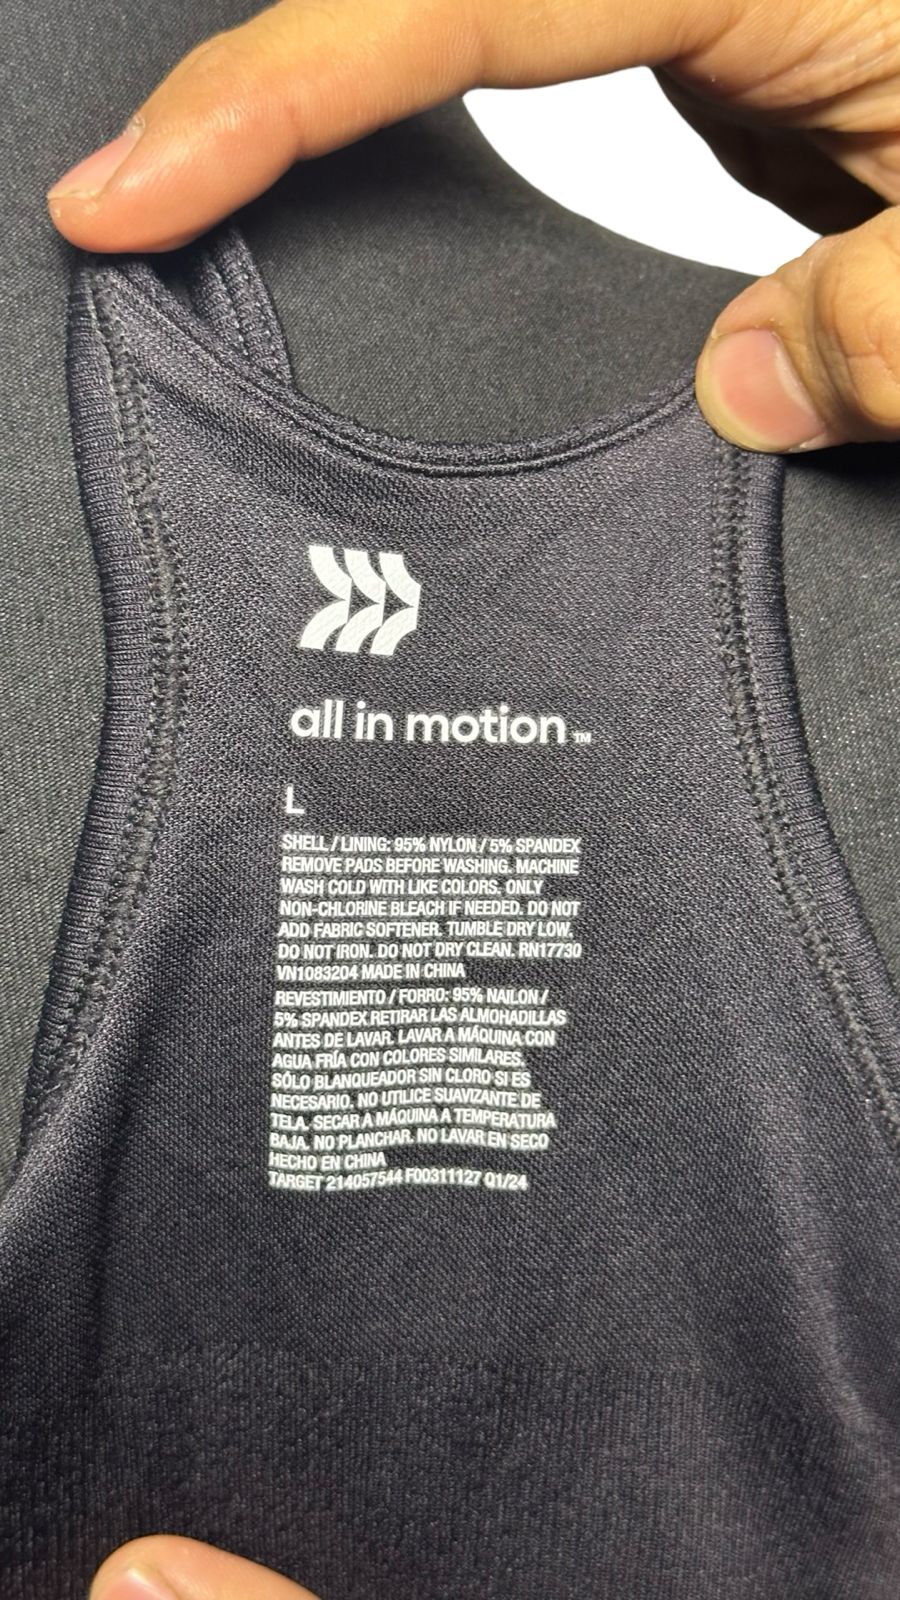 all in motion™
L
SHELL / LINING: 95% NYLON / 5% SPANDEX
REMOVE PADS BEFORE WASHING. MACHINE
WASH COLD WITH LIKE COLORS. ONLY
NON-CHLORINE BLEACH IF NEEDED. DO NOT
ADD FABRIC SOFTENER. TUMBLE DRY LOW.
DO NOT IRON. DO NOT DRY CLEAN. RN17730
VN1083204 MADE IN CHINA
REVESTIMIENTO / FORRO: 95% NAILON /
5% SPANDEX RETIRAR LAS ALMOHADILLAS
ANTES DE LAVAR. LAVAR A MÁQUINA CON
AGUA FRÍA CON COLORES SIMILARES.
SÓLO BLANQUEADOR SIN CLORO SI ES
NECESARIO. NO UTILICE SUAVIZANTE DE
TELA. SECAR A MÁQUINA A TEMPERATURA
BAJA. NO PLANCHAR. NO LAVAR EN SECO
HECHO EN CHINA
TARGET 214057544 F00311127 Q1/24